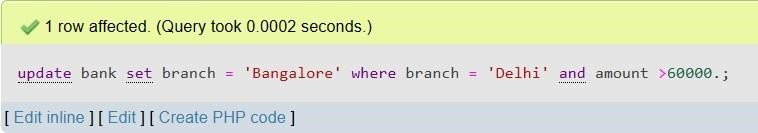 1 row affected. (Query took 0.0002 seconds.)
update bank set branch = 'Bangalore' where branch = 'Delhi' and amount >60000.;
[ Edit inline ] [ Edit ] [ Create PHP code ]